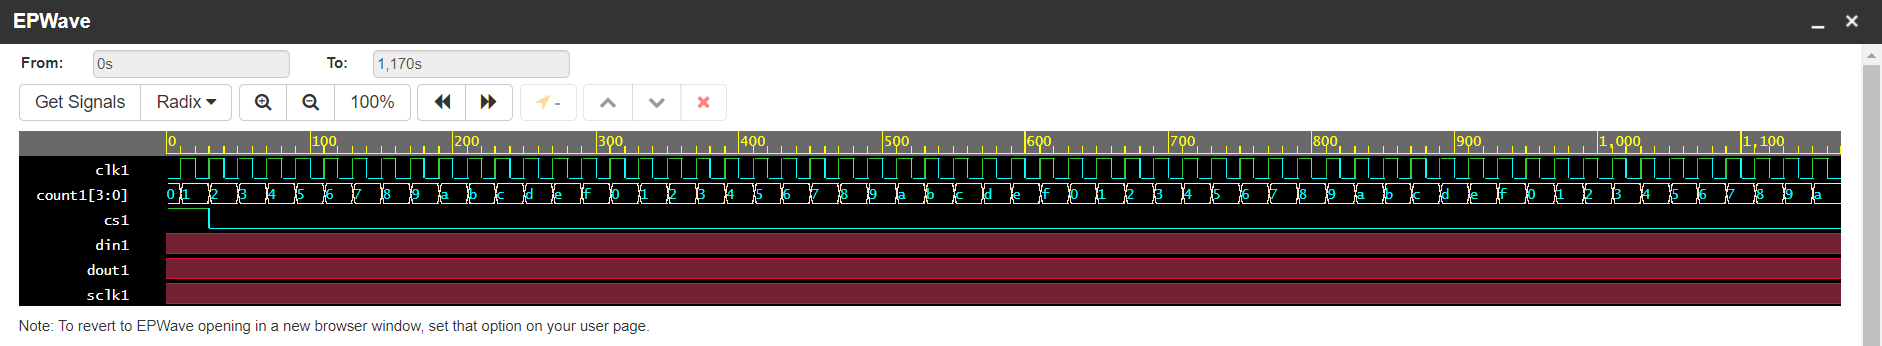 EPWave
From: 0s To: 1,170s
Get Signals Radix 100% -
0 100 200 300 400 500 600 700 800 900 1,000 1,100
clk1
count1[3:0] 0 1 2 3 4 5 6 7 8 9 a b c d e f 0 1 2 3 4 5 6 7 8 9 a b c d e f 0 1 2 3 4 5 6 7 8 9 a b c d e f 0 1 2 3 4 5 6 7 8 9 a
cs1
din1
dout1
sclk1
Note: To revert to EPWave opening in a new browser window, set that option on your user page.